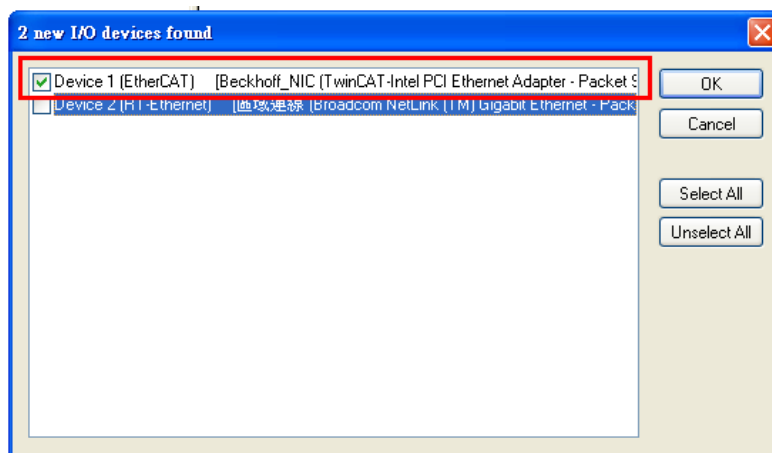 2 new I/O devices found
Device 1 (EtherCAT) [Beckhoff_NIC (TwinCAT-Intel PCI Ethernet Adapter - Packet S
Device 2 (RT-Ethernet) [區域連線 (Broadcom NetLink (TM) Gigabit Ethernet - Pack
OK
Cancel
Select All
Unselect All